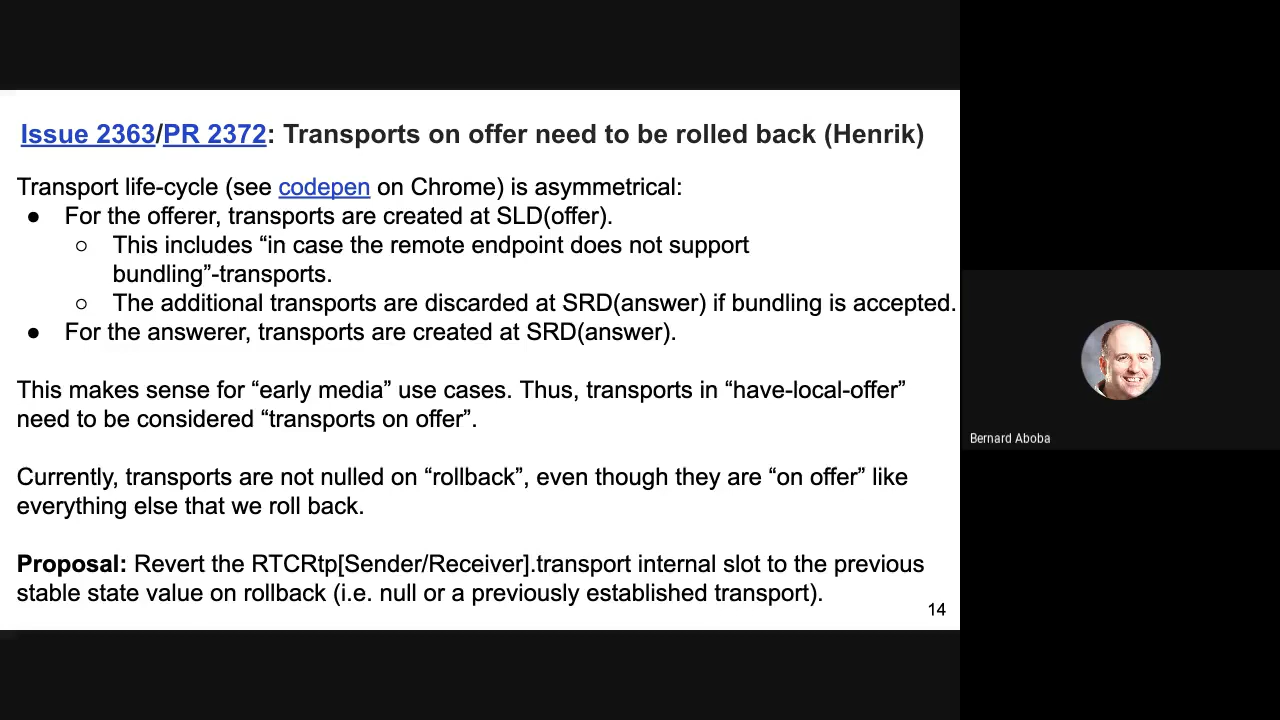 Issue 2363/PR 2372: Transports on offer need to be rolled back (Henrik)
Transport life-cycle (see codepen on Chrome) is asymmetrical:
● For the offerer, transports are created at SLD(offer).
○ This includes “in case the remote endpoint does not support
bundling”-transports.
○ The additional transports are discarded at SRD(answer) if bundling is accepted.
● For the answerer, transports are created at SRD(answer).
This makes sense for “early media” use cases. Thus, transports in “have-local-offer”
need to be considered “transports on offer”.
Currently, transports are not nulled on “rollback”, even though they are “on offer” like
everything else that we roll back.
Proposal: Revert the RTCRtp[Sender/Receiver].transport internal slot to the previous
stable state value on rollback (i.e. null or a previously established transport).
14
Bernard Aboba